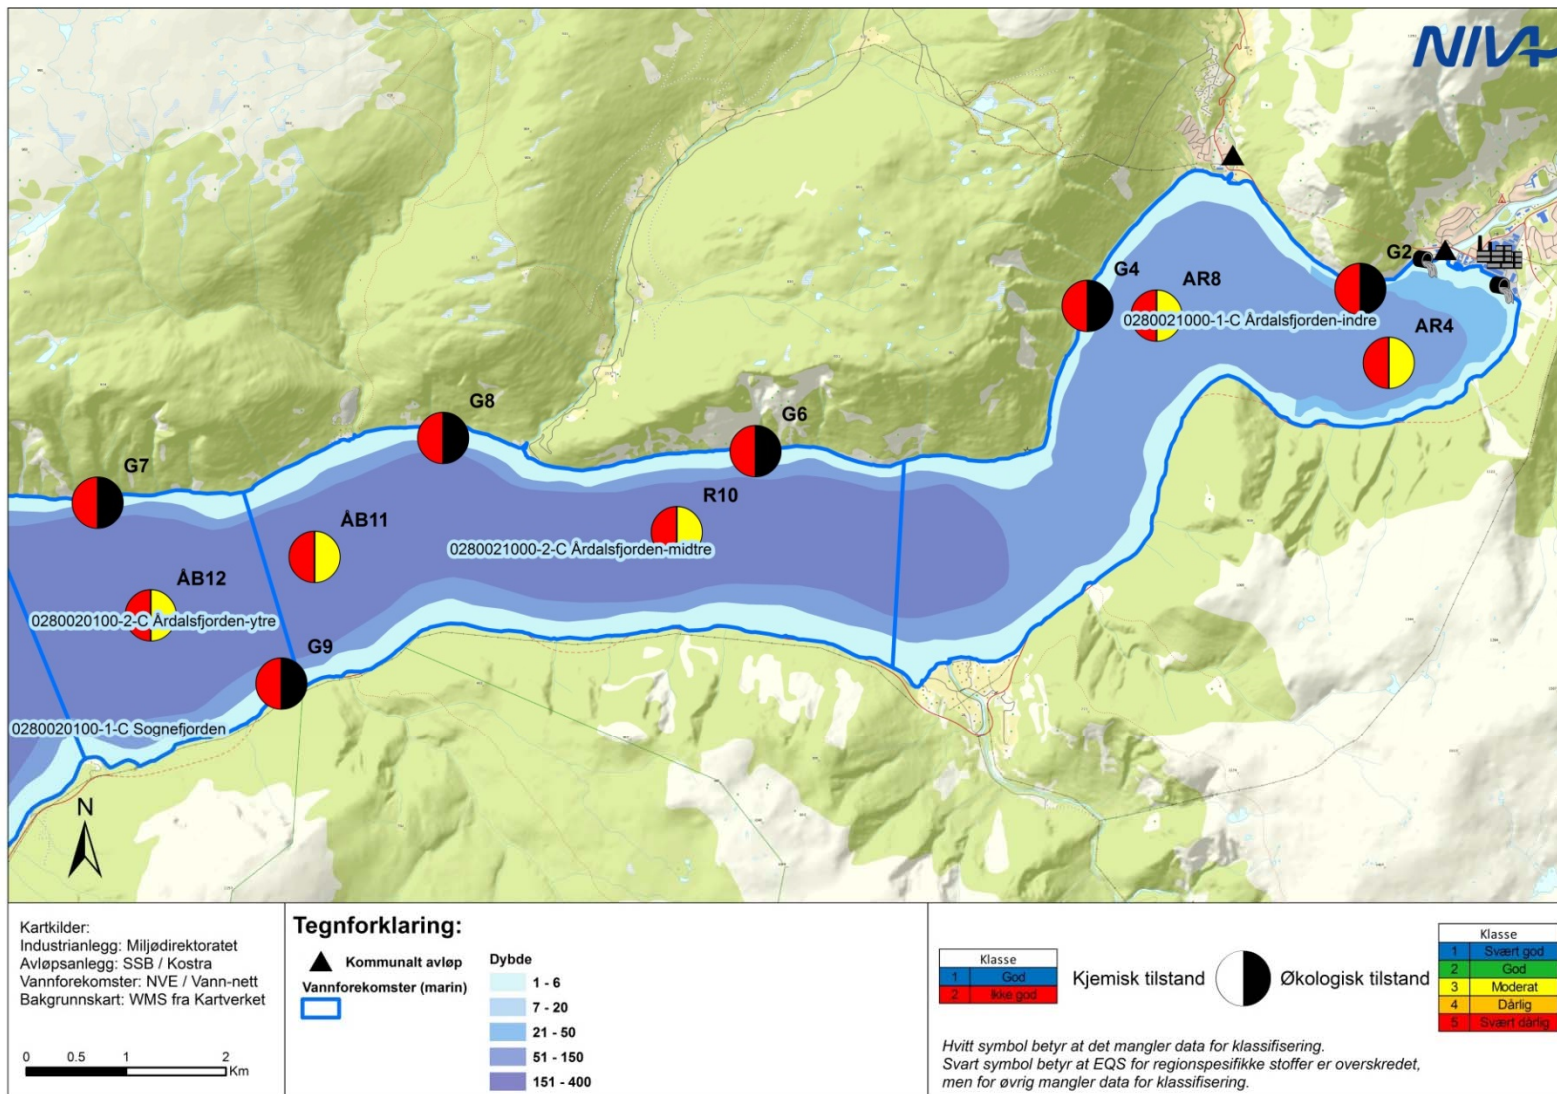 NIVA
G2
G4
AR8
0280021000-1-C Årdalsfjorden-indre
AR4
G8
G6
G7
R10
ÅB11
0280021000-2-C Årdalsfjorden-midtre
ÅB12
0280020100-2-C Årdalsfjorden-ytre
G9
0280020100-1-C Sognefjorden
N
Kartkilder:
Industrianlegg: Miljødirektoratet
Avløpsanlegg: SSB / Kostra
Vannforekomster: NVE / Vann-nett
Bakgrunnskart: WMS fra Kartverket
0 0.5 1 2
Km
Tegnforklaring:
Kommunalt avløp
Vannforekomster (marin)
Dybde
1 - 6
7 - 20
21 - 50
51 - 150
151 - 400
Klasse
1 God
2 Ikke god
Kjemisk tilstand
Økologisk tilstand
Klasse
1 Svært god
2 God
3 Moderat
4 Dårlig
5 Svært dårlig
Hvitt symbol betyr at det mangler data for klassifisering.
Svart symbol betyr at EQS for regionspesifikke stoffer er overskredet,
men for øvrig mangler data for klassifisering.